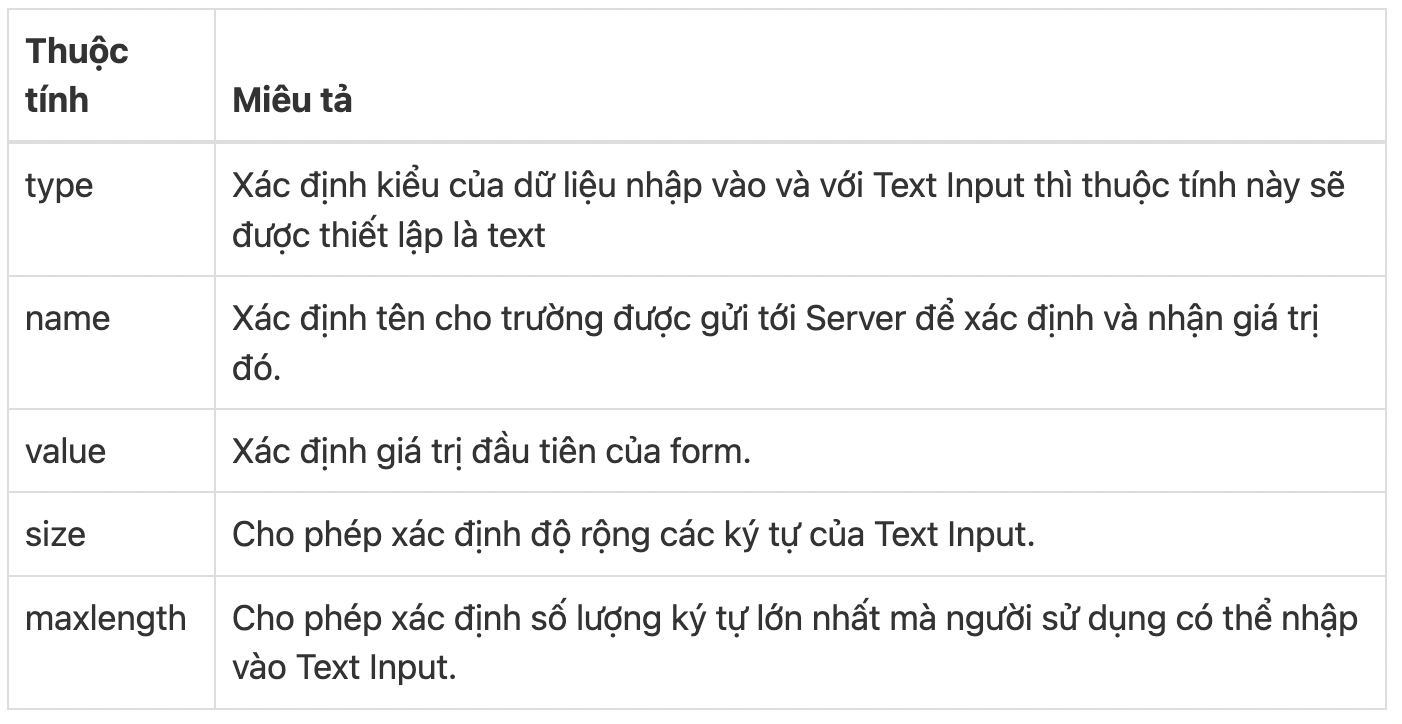 Thuộc
tính
Miêu tả
type
Xác định kiểu của dữ liệu nhập vào và với Text Input thì thuộc tính này sẽ
được thiết lập là text
name
Xác định tên cho trường được gửi tới Server để xác định và nhận giá trị
đó.
value
Xác định giá trị đầu tiên của form.
size
Cho phép xác định độ rộng các ký tự của Text Input.
maxlength
Cho phép xác định số lượng ký tự lớn nhất mà người sử dụng có thể nhập
vào Text Input.